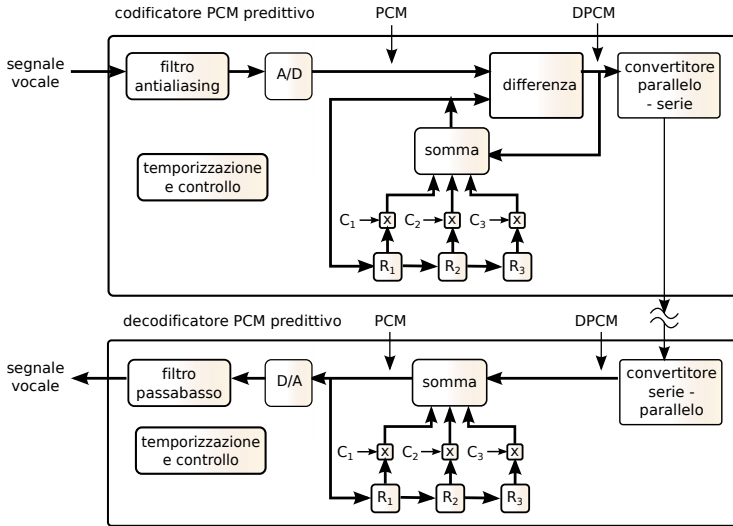 codificatore PCM predittivo
PCM
DPCM
segnale
vocale
filtro
antialiasing
A/D
differenza
convertitore
parallelo
- serie
temporizzazione
e controllo
somma
C1
x
C2
x
C3
x
R1
R2
R3
decodificatore PCM predittivo
PCM
DPCM
segnale
vocale
filtro
passabasso
D/A
somma
convertitore
serie -
parallelo
temporizzazione
e controllo
C1
x
C2
x
C3
x
R1
R2
R3